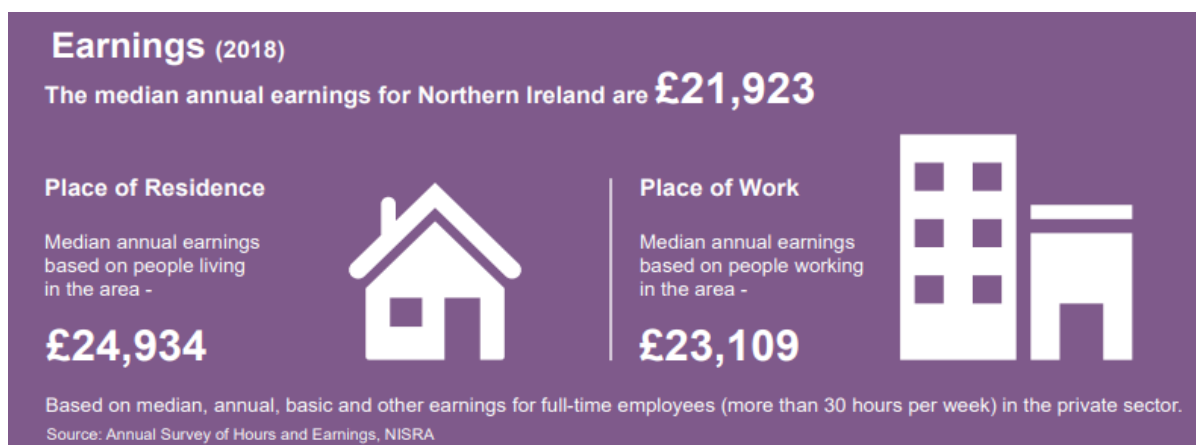 Earnings (2018)
The median annual earnings for Northern Ireland are £21,923
Place of Residence
Median annual earnings
based on people living
in the area -
£24,934
Place of Work
Median annual earnings
based on people working
in the area -
£23,109
Based on median, annual, basic and other earnings for full-time employees (more than 30 hours per week) in the private sector.
Source: Annual Survey of Hours and Earnings, NISRA